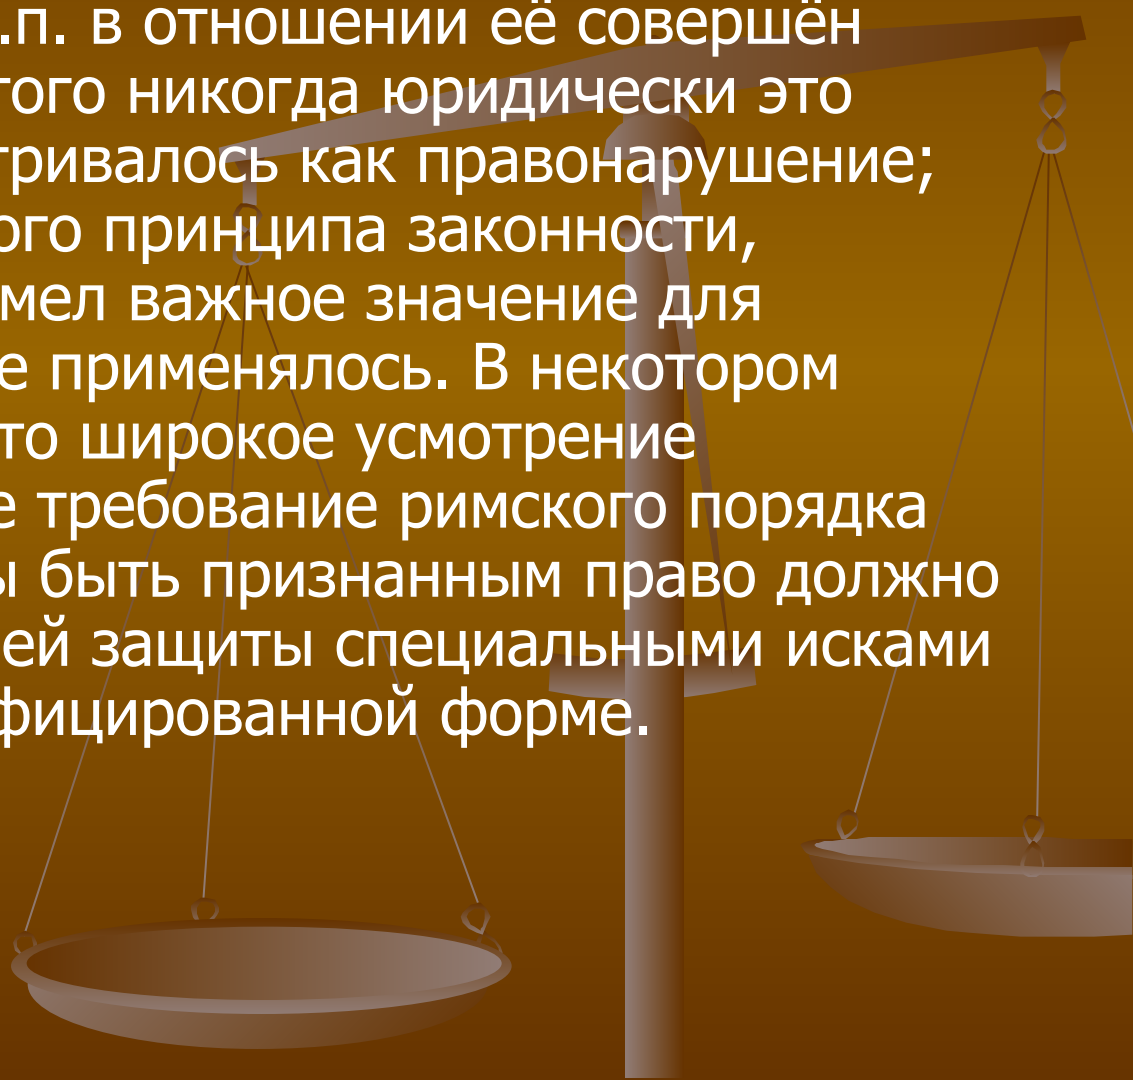 .п. в отношении её совершён
того никогда юридически это
тривалось как правонарушение;
ого принципа законности,
мел важное значение для
е применялось. В некотором
то широкое усмотрение
е требование римского порядка
ы быть признанным право должно
ей защиты специальными исками
фицированной форме.